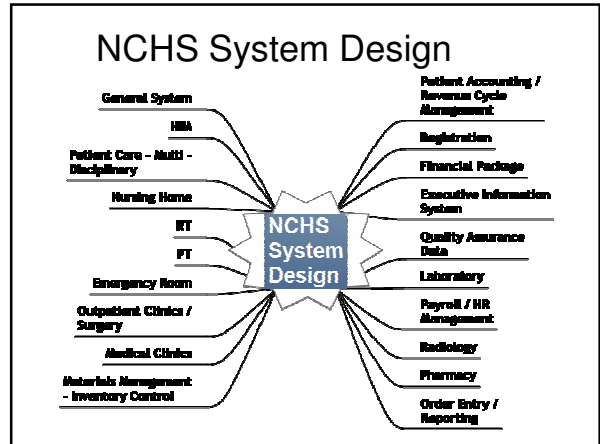 NCHS System Design
General System
HHA
Patient Care - Multi -
Disciplinary
Nursing Home
RT
PT
Emergency Room
Outpatient Clinics /
Surgery
Medical Clinics
Materials Management
- Inventory Control
NCHS
System
Design
Patient Accounting /
Revenue Cycle
Management
Registration
Financial Package
Executive Information
System
Quality Assurance
Data
Laboratory
Payroll / HR
Management
Radiology
Pharmacy
Order Entry /
Reporting